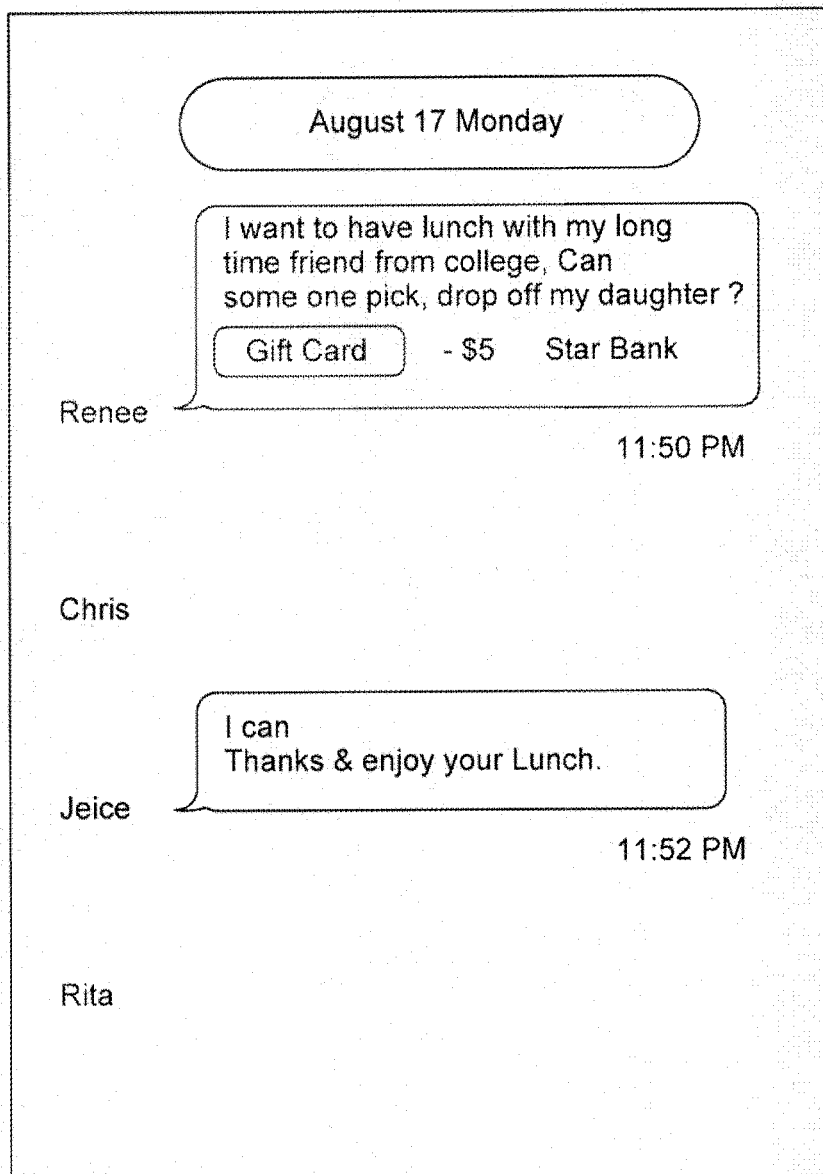 August 17 Monday
I want to have lunch with my long
time friend from college, Can
some one pick, drop off my daughter ?
Gift Card - $5 Star Bank
Renee
11:50 PM
Chris
I can
Thanks & enjoy your Lunch.
Jeice
11:52 PM
Rita